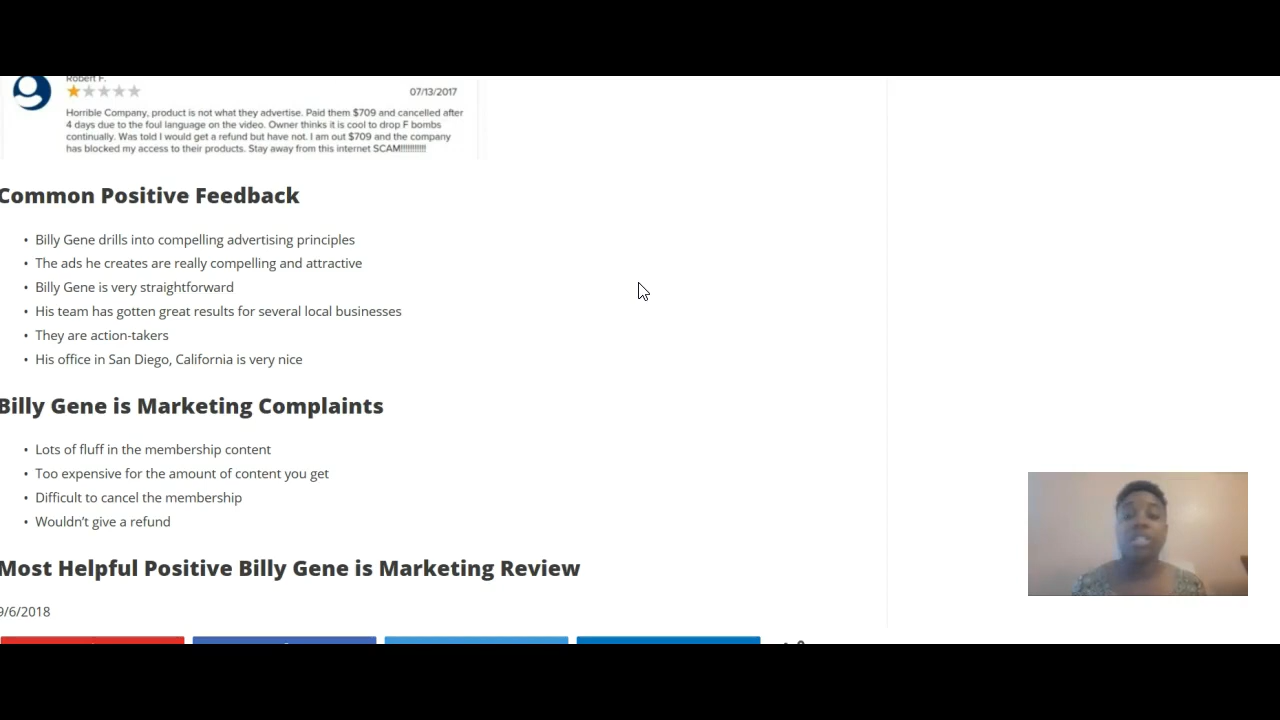 Robert F.
07/13/2017
Horrible Company, product is not what they advertise. Paid them $709 and cancelled after
4 days due to the foul language on the video. Owner thinks it is cool to drop F bombs
continually. Was told I would get a refund but have not. I am out $709 and the company
has blocked my access to their products. Stay away from this internet SCAM!!!!!!!!!!!
Common Positive Feedback
• Billy Gene drills into compelling advertising principles
• The ads he creates are really compelling and attractive
• Billy Gene is very straightforward
• His team has gotten great results for several local businesses
• They are action-takers
• His office in San Diego, California is very nice
Billy Gene is Marketing Complaints
• Lots of fluff in the membership content
• Too expensive for the amount of content you get
• Difficult to cancel the membership
• Wouldn't give a refund
Most Helpful Positive Billy Gene is Marketing Review
9/6/2018